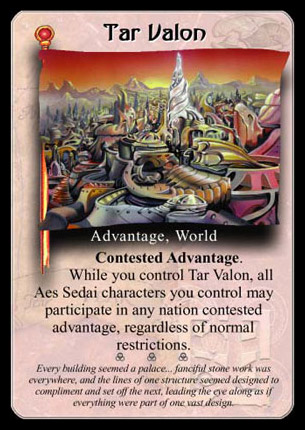 Tar Valon
Advantage, World
Contested Advantage.
While you control Tar Valon, all
Aes Sedai characters you control may
participate in any nation contested
advantage, regardless of normal
restrictions.
Every building seemed a palace... fanciful stone work was
everywhere, and the lines of one structure seemed designed to
compliment and set off the next, leading the eye along as if
everything were part of one vast design.